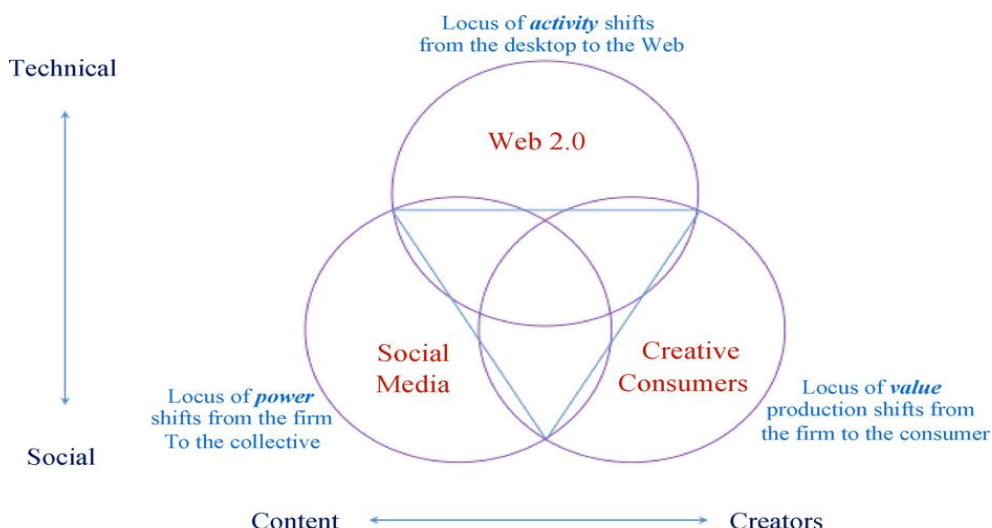 Locus of activity shifts
from the desktop to the Web
Technical
Web 2.0
Social
Media
Creative
Consumers
Locus of power
shifts from the firm
To the collective
Locus of value
production shifts from
the firm to the consumer
Social
Content
Creators